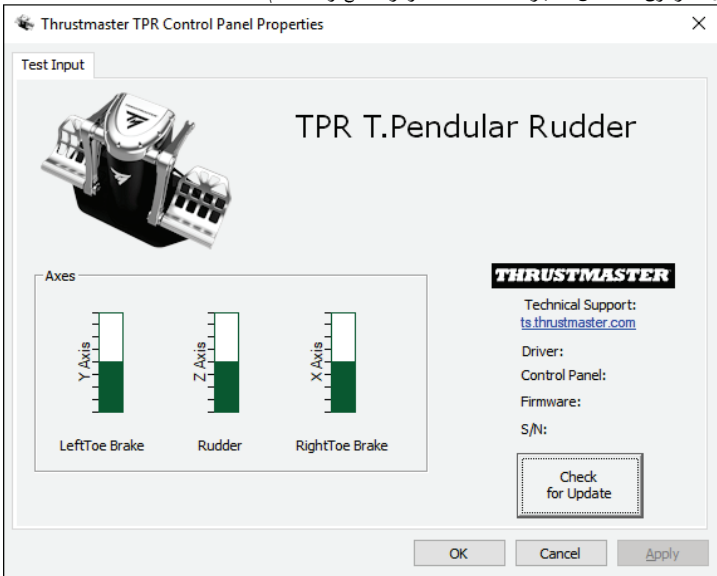 Thrustmaster TPR Control Panel Properties
Test Input
TPR T.Pendular Rudder
Axes
Y Axis
Z Axis
X Axis
LeftToe Brake
Rudder
RightToe Brake
THRUSTMASTER
Technical Support:
ts.thrustmaster.com
Driver:
Control Panel:
Firmware:
S/N:
Check
for Update
OK
Cancel
Apply